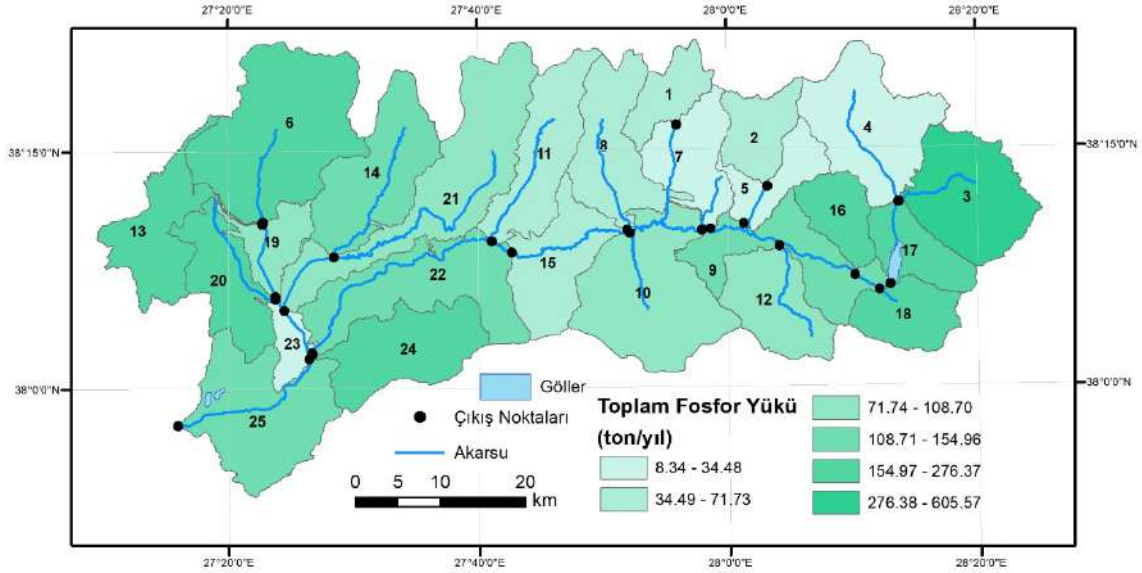 27°20'0"E 27°40'0"E 28°0'0"E 28°20'0"E
38°15'0"N 38°15'0"N
38°0'0"N 38°0'0"N
1
2
3
4
5
6
7
8
9
10
11
12
13
14
15
16
17
18
19
20
21
22
23
24
25
Göller
Çıkış Noktaları
Akarsu
0 5 10 20
km
Toplam Fosfor Yükü
(ton/yıl)
8.34 - 34.48
34.49 - 71.73
71.74 - 108.70
108.71 - 154.96
154.97 - 276.37
276.38 - 605.57
27°20'0"E 27°40'0"E 28°0'0"E 28°20'0"E